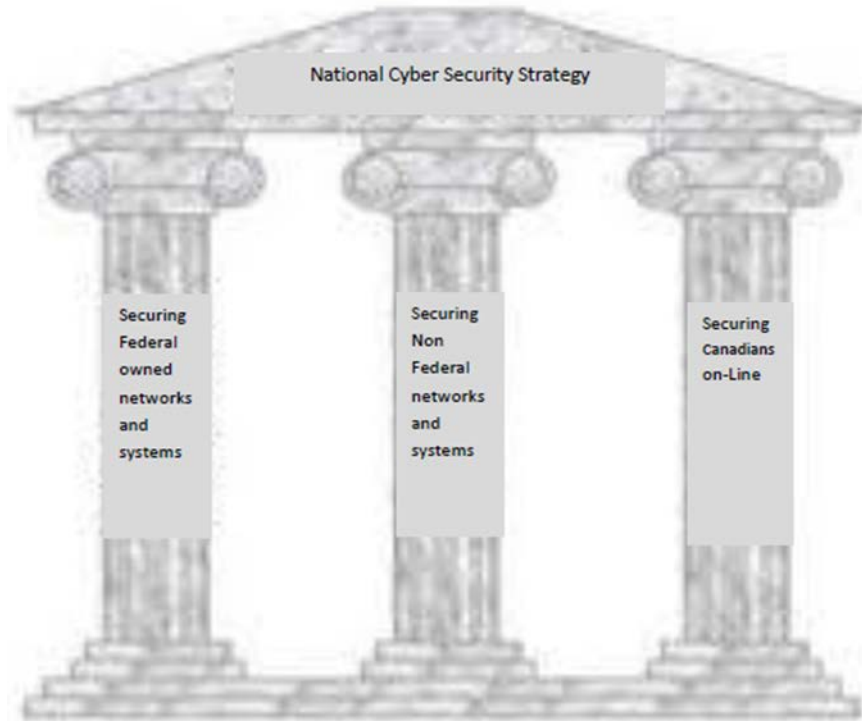 National Cyber Security Strategy
Securing
Federal
owned
networks
and
systems
Securing
Non
Federal
networks
and
systems
Securing
Canadians
on-Line